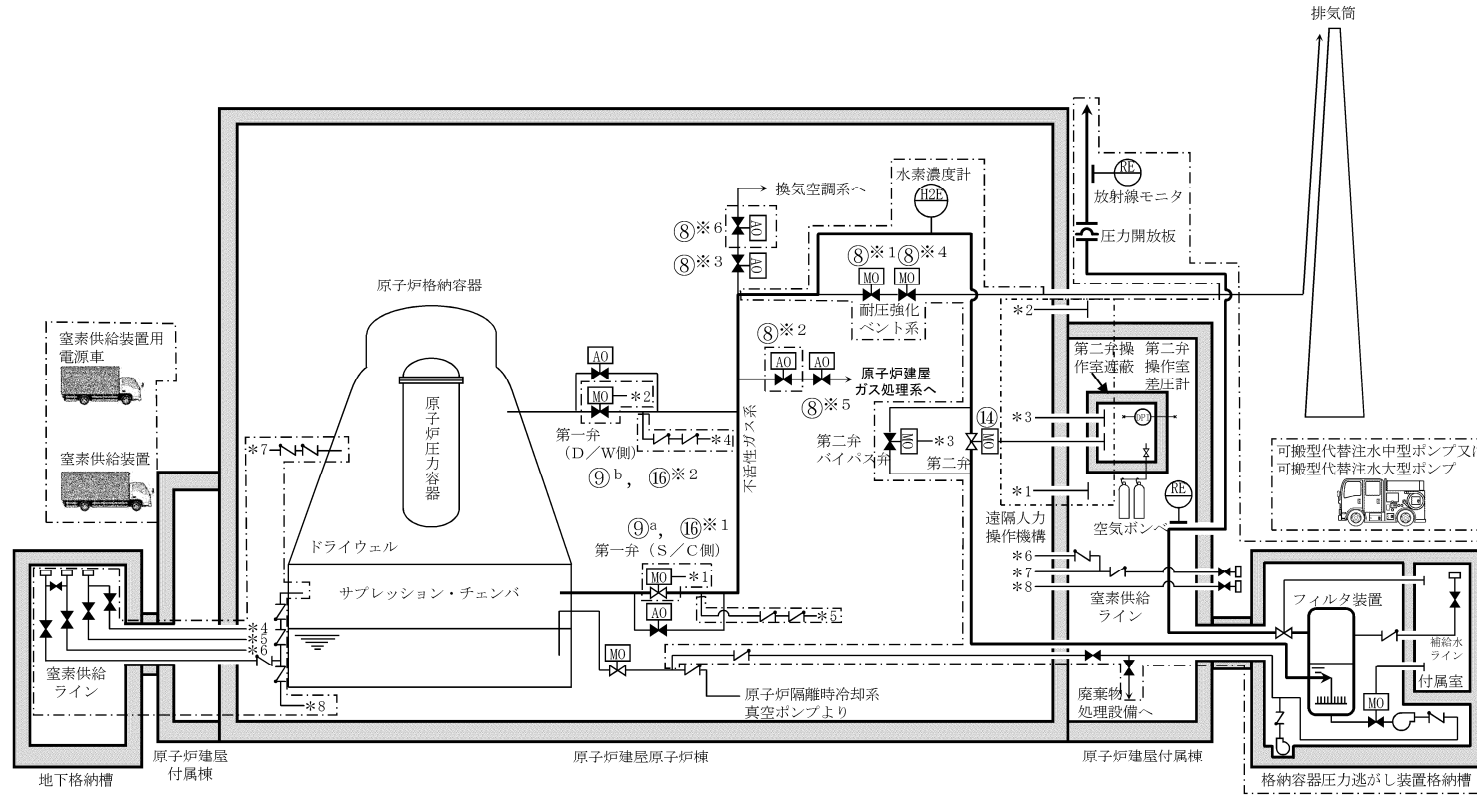 排気筒
水素濃度計
H2E
RE
放射線モニタ
圧力開放板
換気空調系へ
⑧※6
AO
⑧※3
AO
⑧※1
⑧※4
MO
MO
耐圧強化
ベント系
原子炉格納容器
窒素供給装置用
電源車
窒素供給装置
⑧※2
AO
AO
⑧※5
原子炉建屋
ガス処理系へ
AO
MO
*2
*4
第一弁
(D/W側)
⑨b, ⑯※2
不活性ガス系
原子炉圧力容器
*7
ドライウェル
サプレッション・チェンバ
⑨a, ⑯※1
第一弁(S/C側)
MO
*1
AO
*5
第二弁
バイパス弁
MO
*3
⑭
MO
第二弁
*2
第二弁操
作室遮蔽
第二弁
操作室
差圧計
DPI
*3
*1
遠隔人力
操作機構
空気ボンベ
RE
可搬型代替注水中型ポンプ又は
可搬型代替注水大型ポンプ
*6
*7
*8
窒素供給
ライン
フィルタ装置
補給水
ライン
付属室
MO
*4
*5
*6
窒素供給
ライン
*8
MO
原子炉隔離時冷却系
真空ポンプより
廃棄物
処理設備へ
地下格納槽
原子炉建屋
付属棟
原子炉建屋原子炉棟
原子炉建屋付属棟
格納容器圧力逃がし装置格納槽